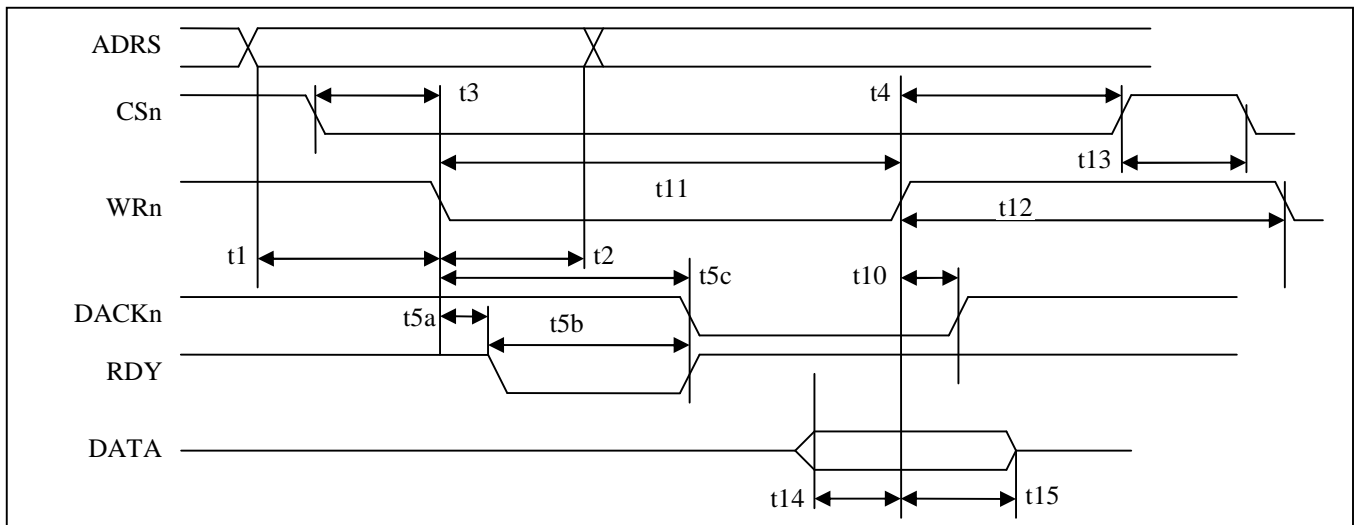 ADRS
t3
t4
CSn
t13
t11
WRn
t12
t1
t2
t5c
t10
DACKn
t5a
t5b
RDY
DATA
t14
t15